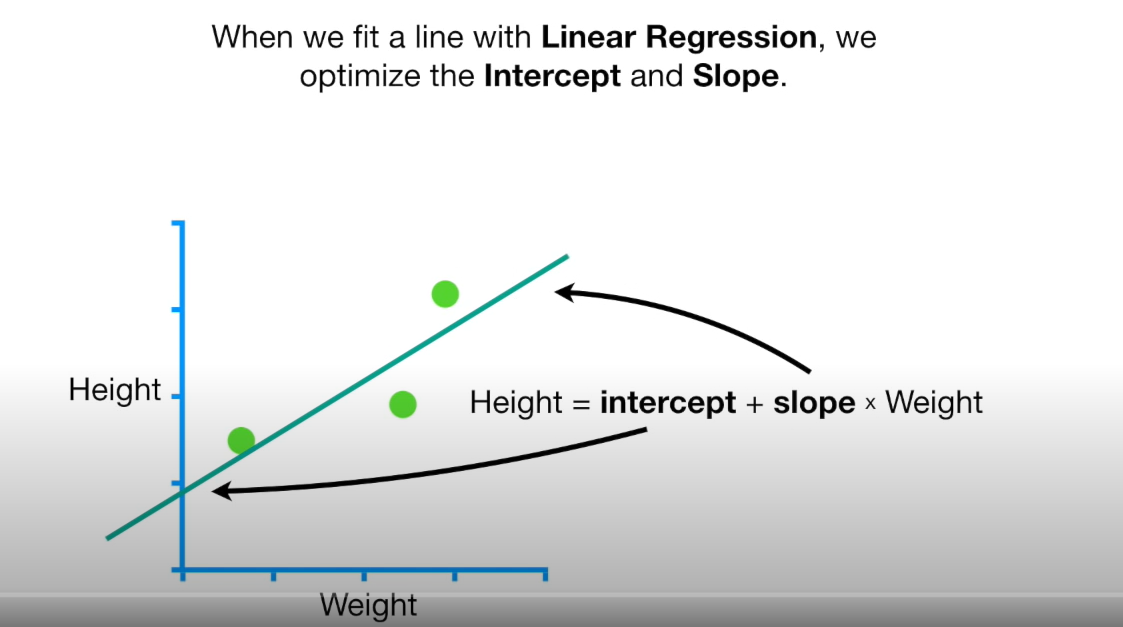 When we fit a line with Linear Regression, we
optimize the Intercept and Slope.
Height
Height = intercept + slope x Weight
Weight